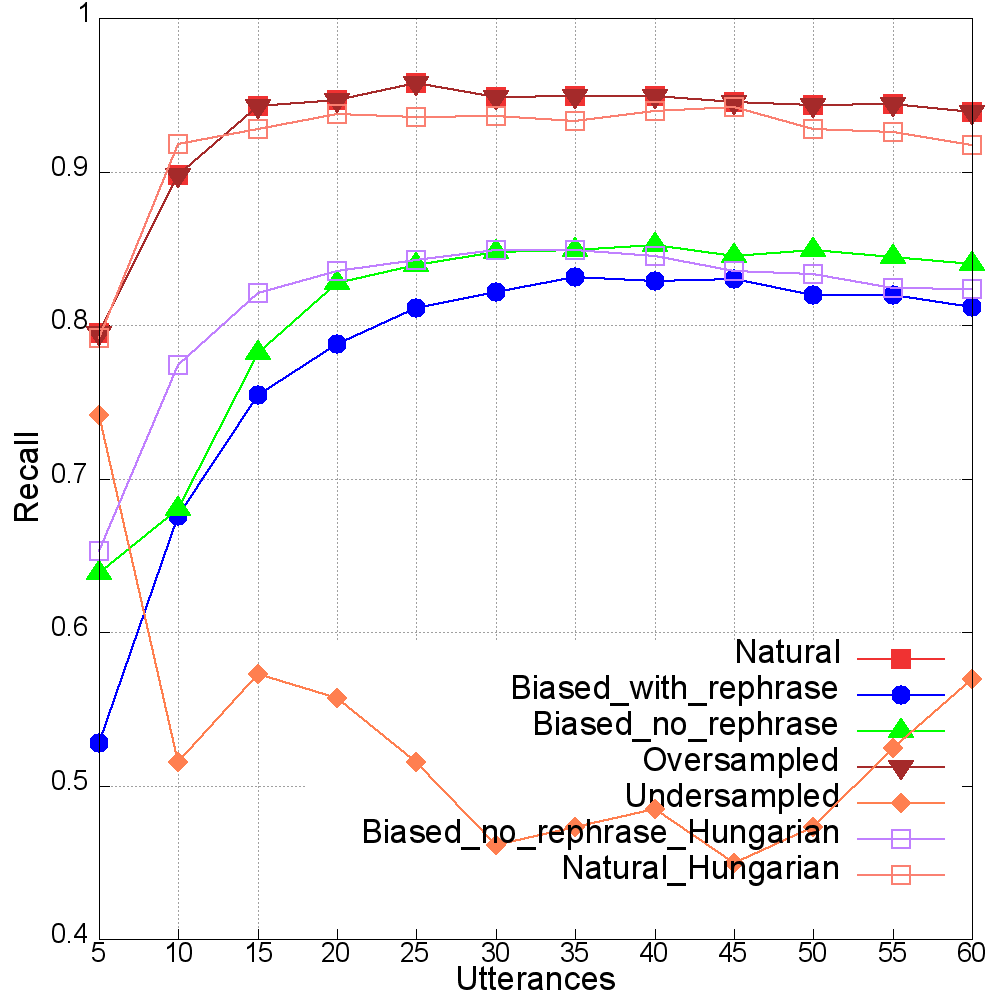 1
0.9
0.8
0.7
0.6
0.5
0.4
Recall
Natural
Biased_with_rephrase
Biased_no_rephrase
Oversampled
Undersampled
Biased_no_rephrase_Hungarian
Natural_Hungarian
5 10 15 20 25 30 35 40 45 50 55 60
Utterances